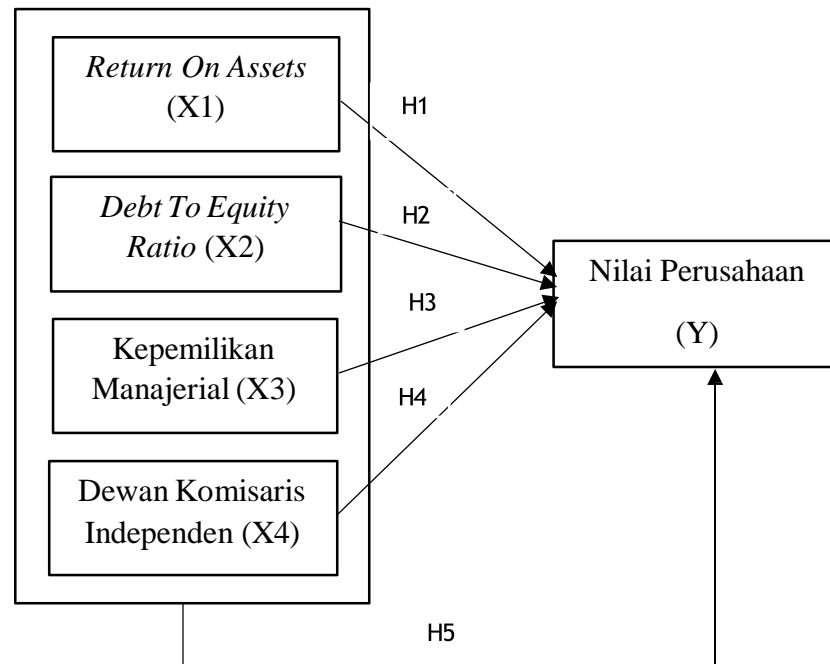 Return On Assets
(X1)
H1
Debt To Equity
Ratio (X2)
H2
Nilai Perusahaan
(Y)
H3
Kepemilikan
Manajerial (X3)
H4
Dewan Komisaris
Independen (X4)
H5